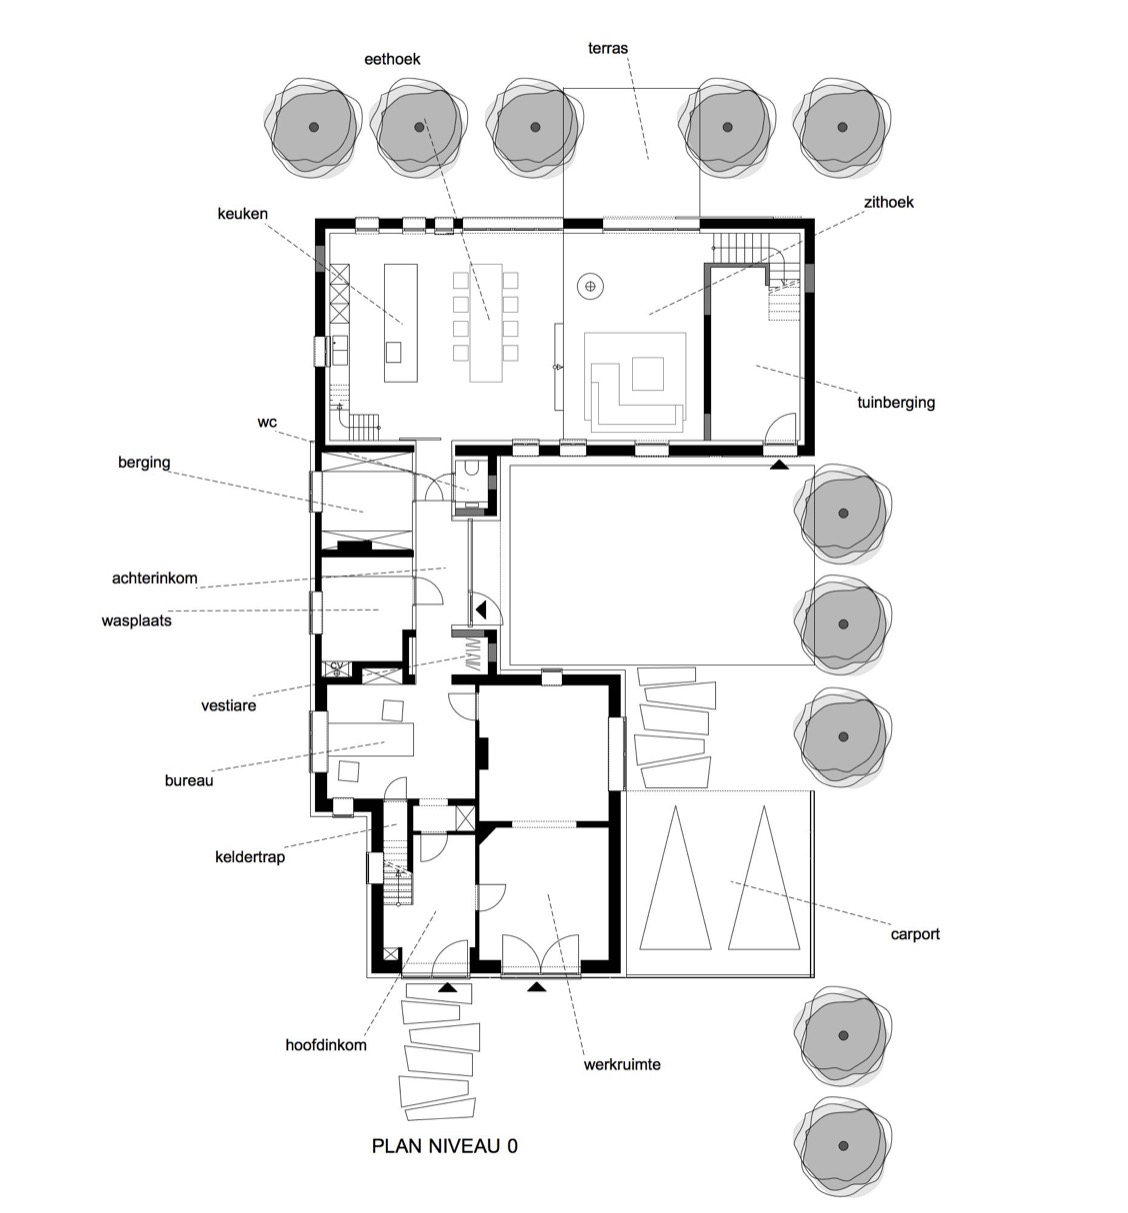 terras
eethoek
zithoek
keuken
tuinberging
wc
berging
achterinkom
wasplaats
CV
vestiare
bureau
keldertrap
carport
hoofdinkom
werkruimte
PLAN NIVEAU 0